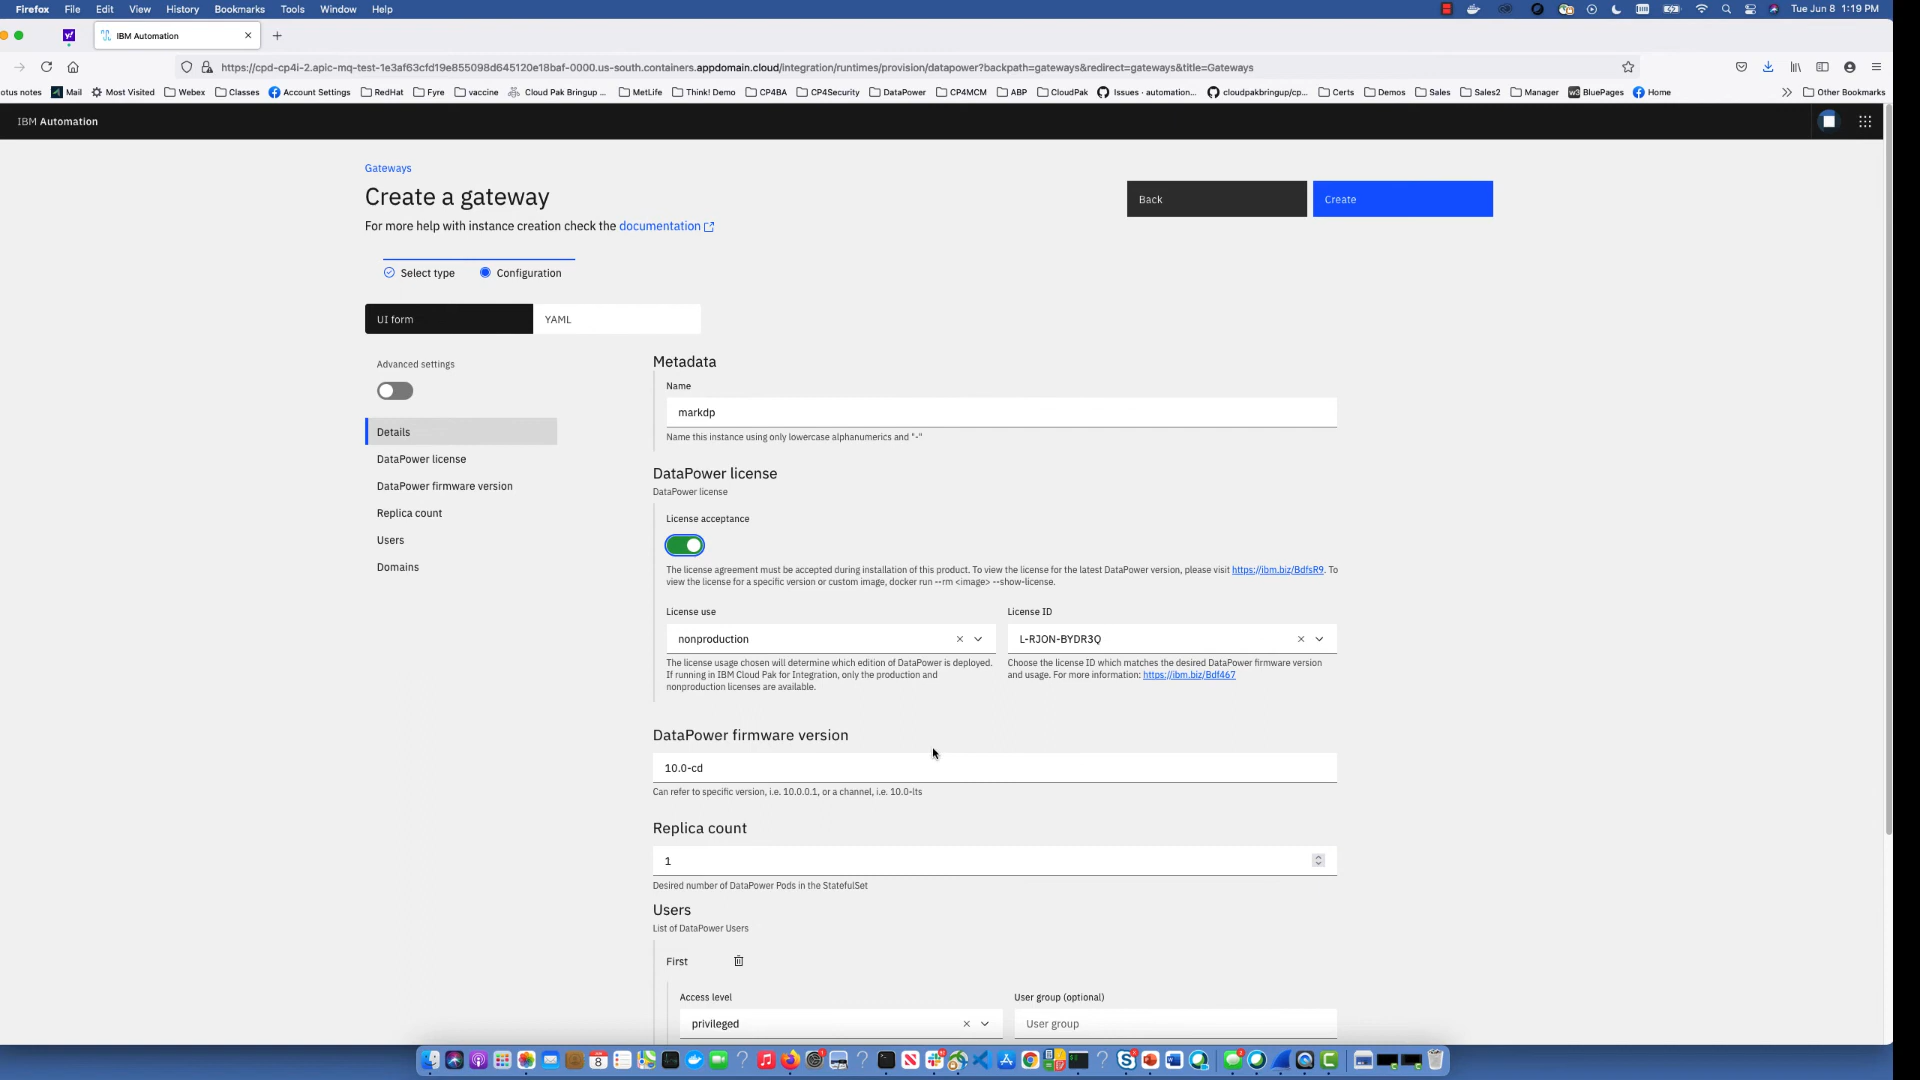 Firefox File Edit View History Bookmarks Tools Window Help Tue Jun 8 1:19 PM
IBM Automation
https://cpd-cp4i-2.apic-mq-test-1e3af63cfd19e855098d645120e18baf-0000.us-south.containers.appdomain.cloud/integration/runtimes/provision/datapower?backpath=gateways&redirect=gateways&title=Gateways
otus notes Mail Most Visited Webex Classes Account Settings RedHat Fyre vaccine Cloud Pak Bringup ... MetLife Think! Demo CP4BA CP4Security DataPower CP4MCM ABP CloudPak Issues · automation... cloudpakbringup/cp... Certs Demos Sales Sales2 Manager w3 BluePages Home Other Bookmarks
IBM Automation
Gateways
Create a gateway
Back Create
For more help with instance creation check the documentation
Select type Configuration
UI form YAML
Advanced settings
Details
DataPower license
DataPower firmware version
Replica count
Users
Domains
Metadata
Name
markdp
Name this instance using only lowercase alphanumerics and "-"
DataPower license
DataPower license
License acceptance
The license agreement must be accepted during installation of this product. To view the license for the latest DataPower version, please visit https://ibm.biz/BdfsR9. To
view the license for a specific version or custom image, docker run --rm <image> --show-license.
License use License ID
nonproduction L-RJON-BYDR3Q
The license usage chosen will determine which edition of DataPower is deployed.
If running in IBM Cloud Pak for Integration, only the production and
nonproduction licenses are available.
Choose the license ID which matches the desired DataPower firmware version
and usage. For more information: https://ibm.biz/Bdf467
DataPower firmware version
10.0-cd
Can refer to specific version, i.e. 10.0.0.1, or a channel, i.e. 10.0-lts
Replica count
1
Desired number of DataPower Pods in the StatefulSet
Users
List of DataPower Users
First
Access level User group (optional)
privileged User group